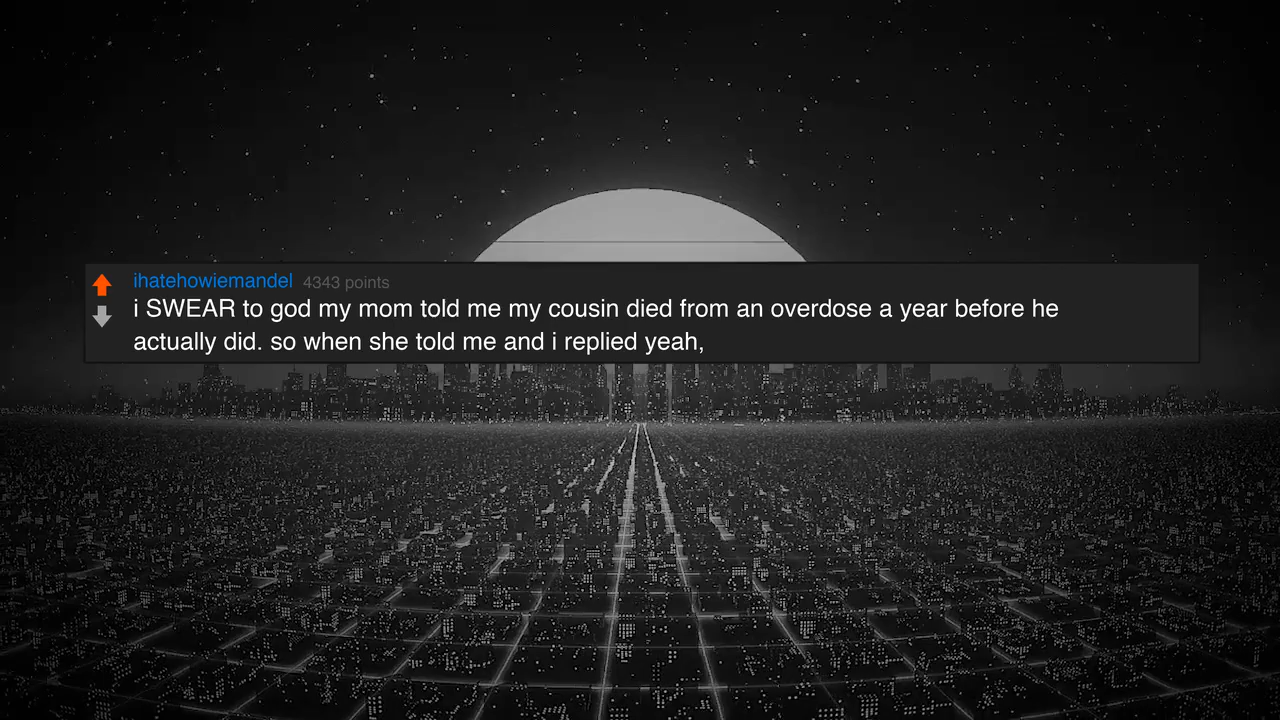 ihatehowiemandel 4343 points
i SWEAR to god my mom told me my cousin died from an overdose a year before he
actually did. so when she told me and i replied yeah,